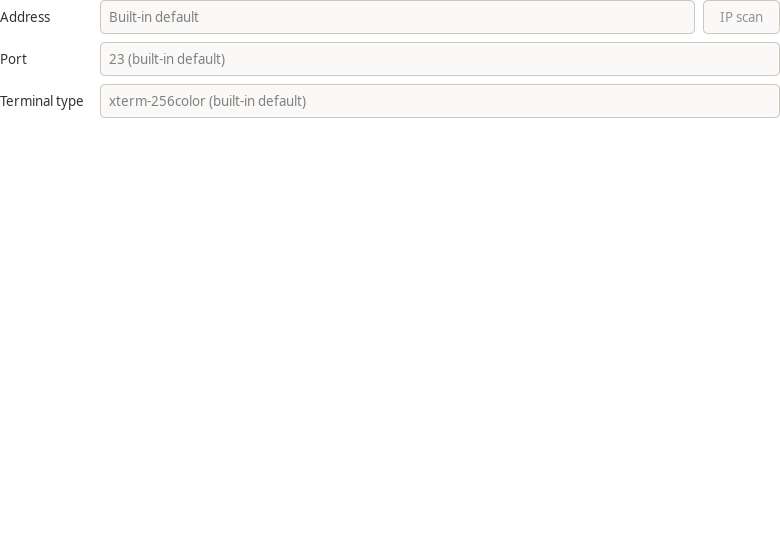 Address Built-in default IP scan
Port 23 (built-in default)
Terminal type xterm-256color (built-in default)